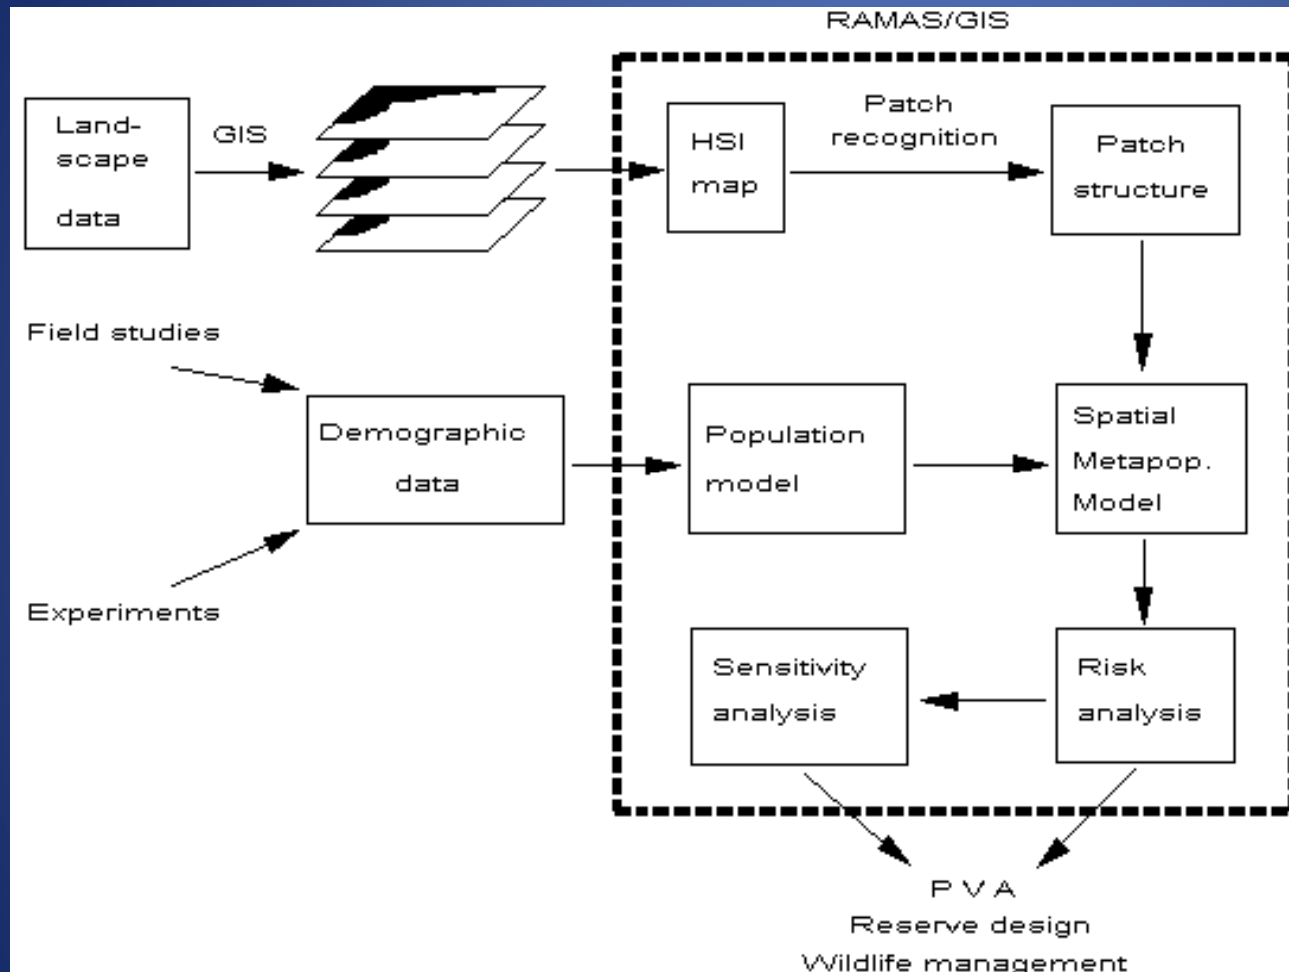 RAMAS/GIS
Land-
scape
data
GIS
HSI
map
Patch
recognition
Patch
structure
Field studies
Demographic
data
Experiments
Population
model
Spatial
Metapop.
Model
Sensitivity
analysis
Risk
analysis
P V A
Reserve design
Wildlife management